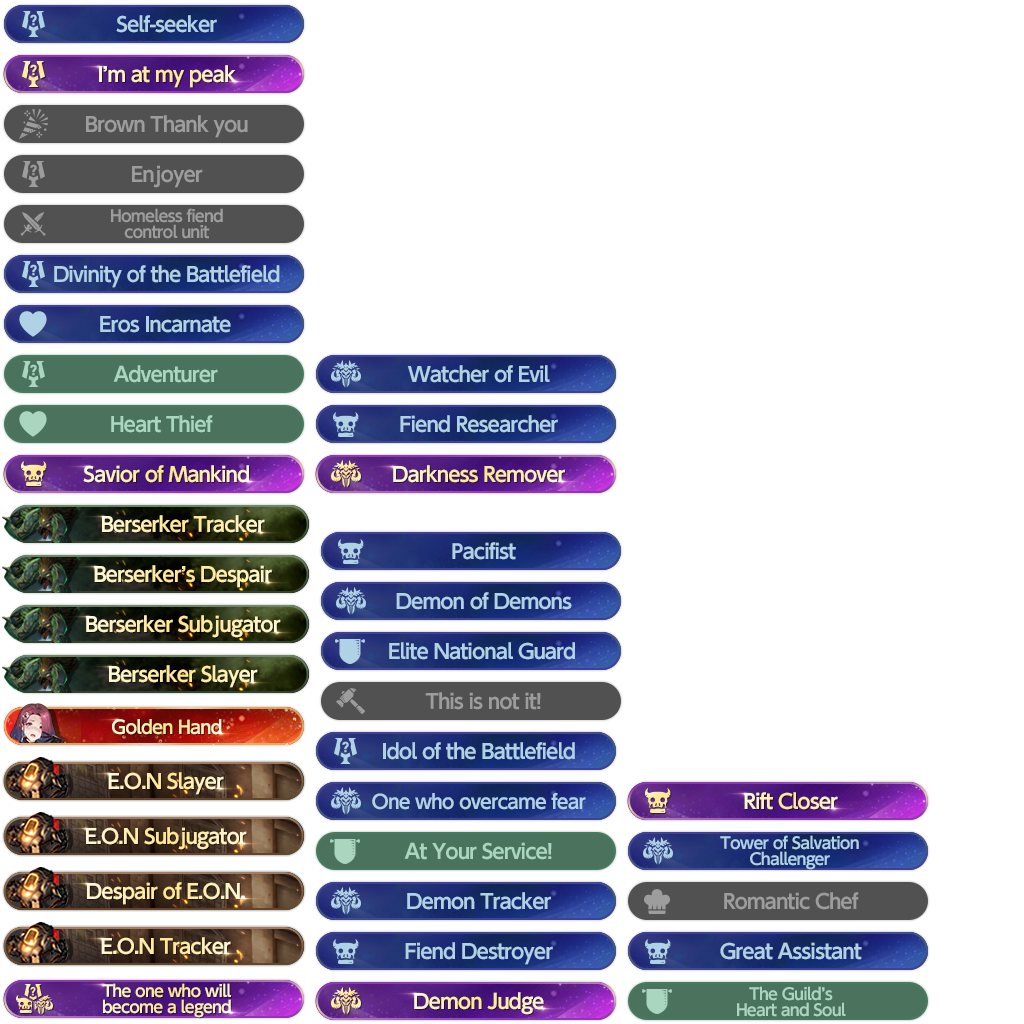 Self-seeker
I'm at my peak
Brown Thank you
Enjoyer
Homeless fiend
control unit
Divinity of the Battlefield
Eros Incarnate
Adventurer
Heart Thief
Savior of Mankind
Berserker Tracker
Berserker's Despair
Berserker Subjugator
Berserker Slayer
Golden Hand
E.O.N Slayer
E.O.N Subjugator
Despair of E.O.N.
E.O.N Tracker
The one who will
become a legend
Watcher of Evil
Fiend Researcher
Darkness Remover
Pacifist
Demon of Demons
Elite National Guard
This is not it!
Idol of the Battlefield
One who overcame fear
At Your Service!
Demon Tracker
Fiend Destroyer
Demon Judge
Rift Closer
Tower of Salvation
Challenger
Romantic Chef
Great Assistant
The Guild's
Heart and Soul